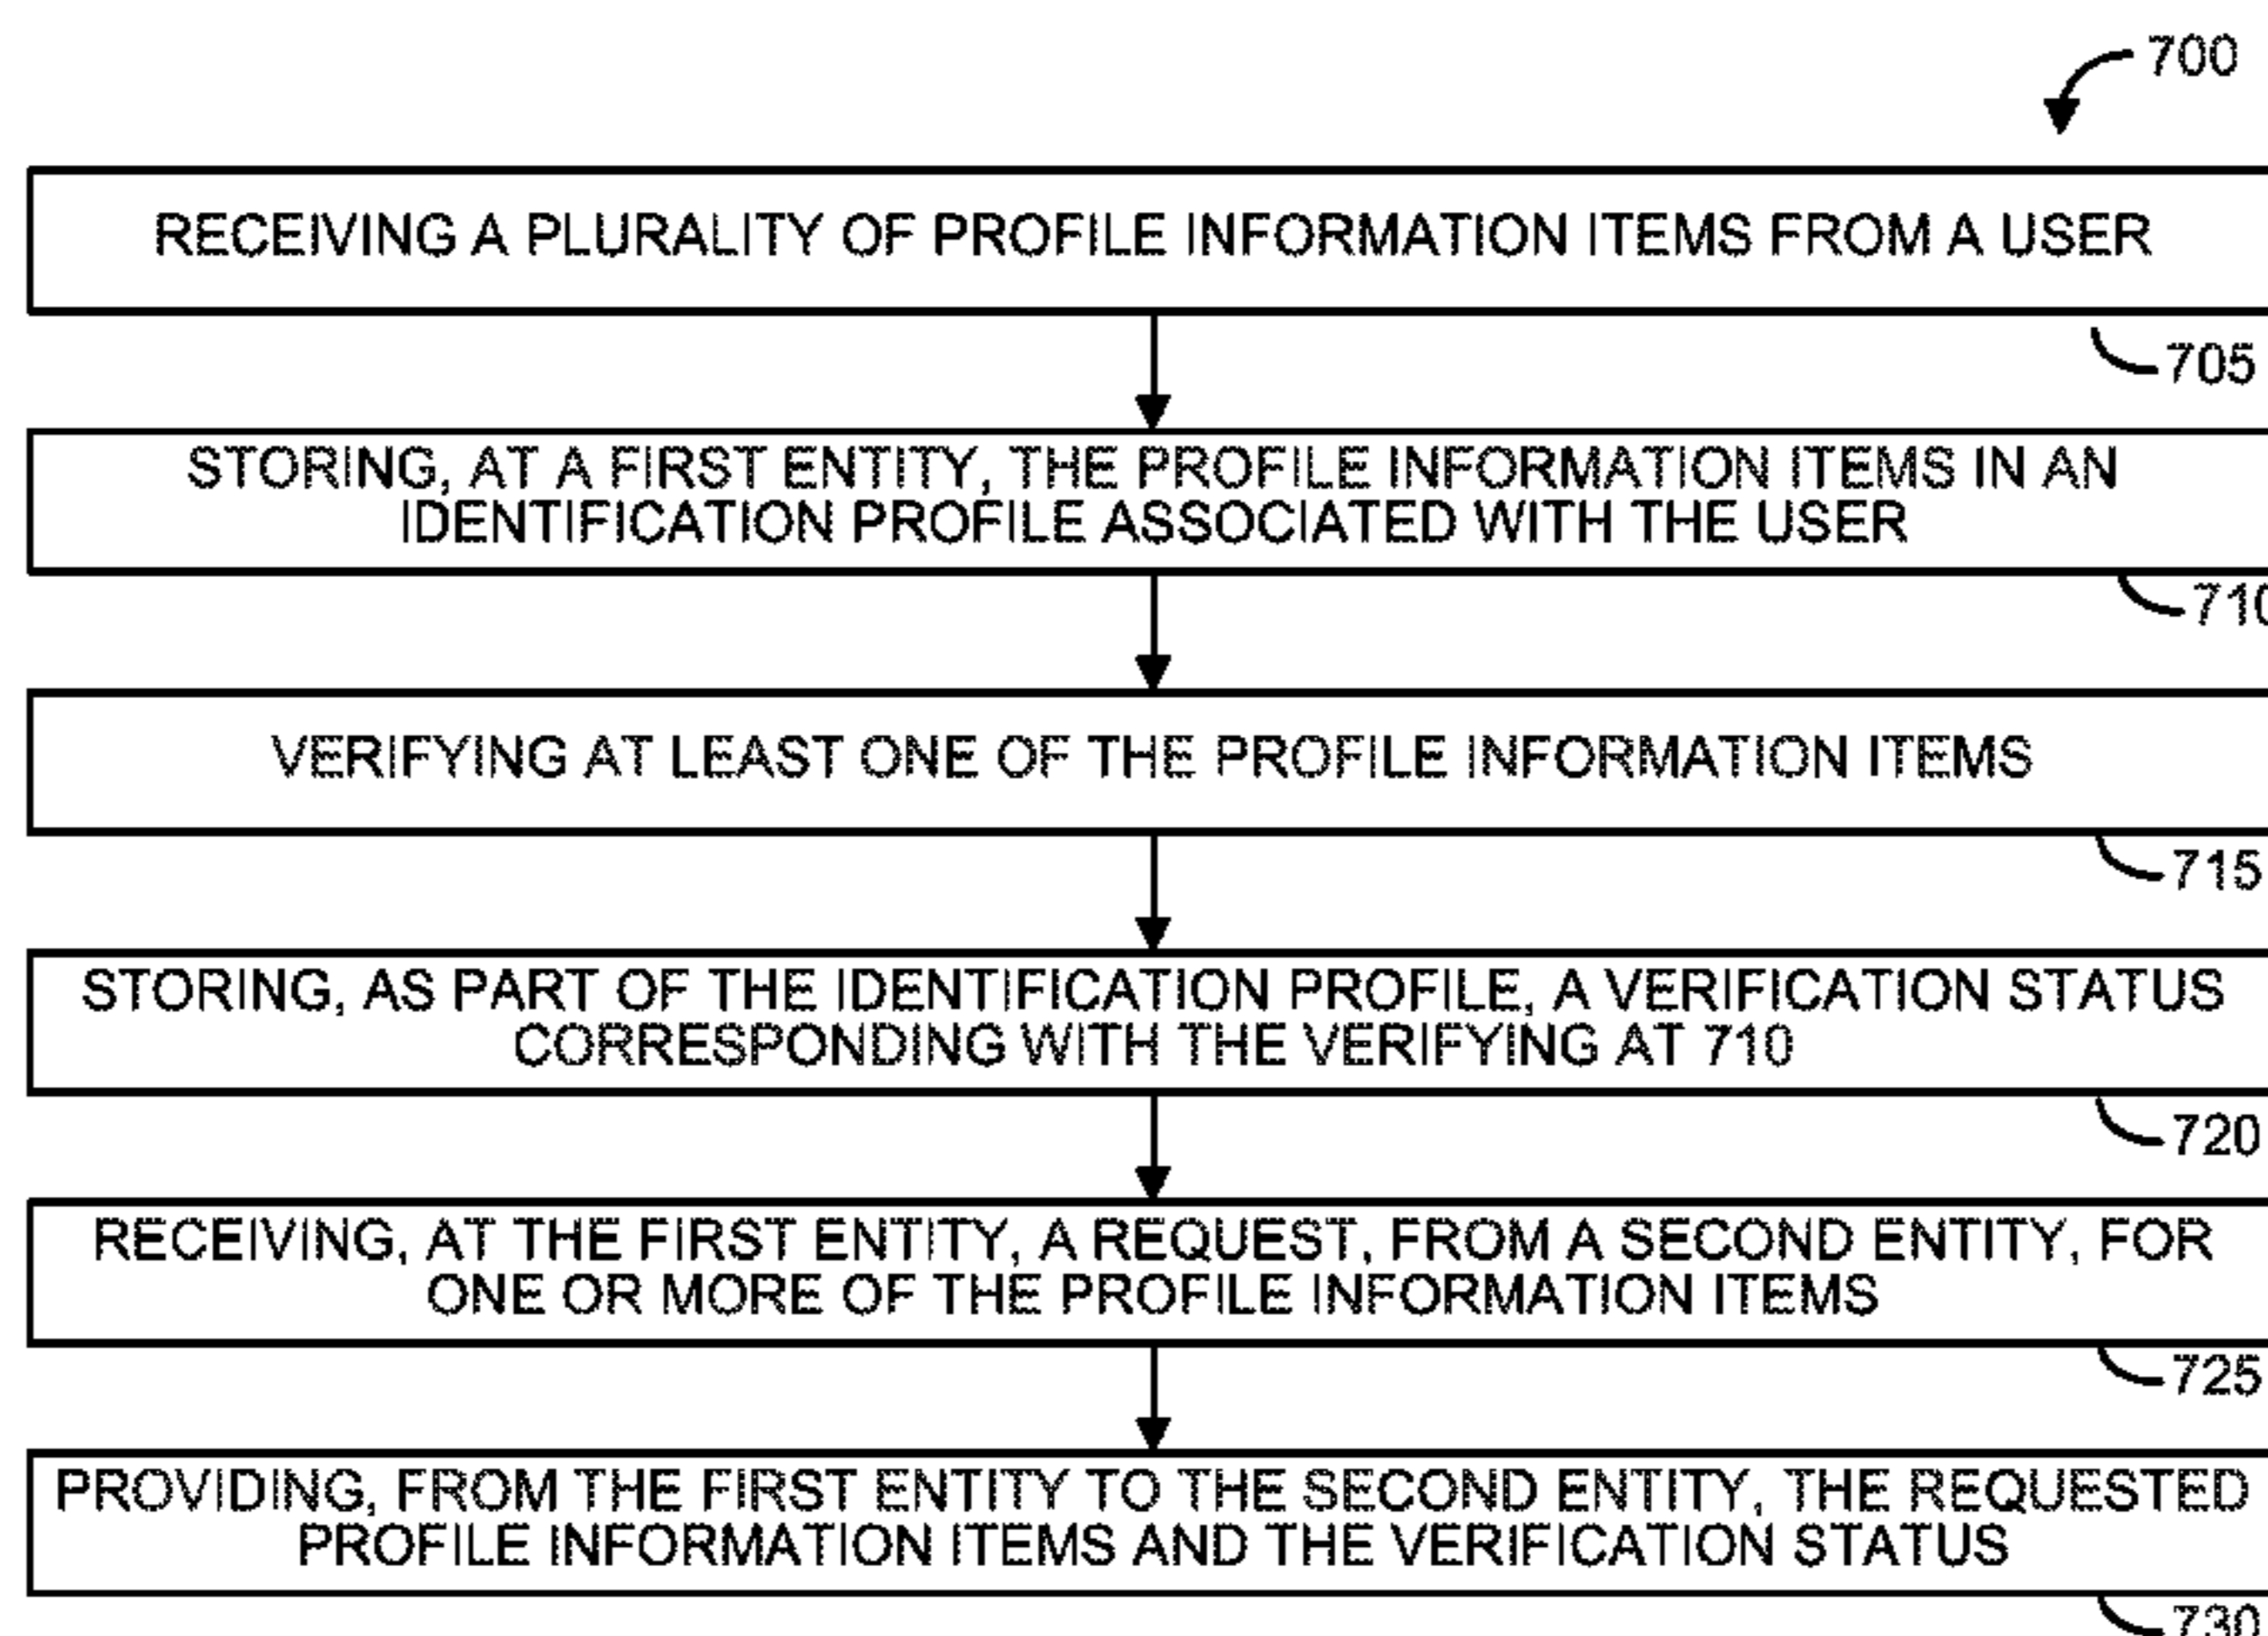 700
RECEIVING A PLURALITY OF PROFILE INFORMATION ITEMS FROM A USER
705
STORING, AT A FIRST ENTITY, THE PROFILE INFORMATION ITEMS IN AN
IDENTIFICATION PROFILE ASSOCIATED WITH THE USER
710
VERIFYING AT LEAST ONE OF THE PROFILE INFORMATION ITEMS
715
STORING, AS PART OF THE IDENTIFICATION PROFILE, A VERIFICATION STATUS
CORRESPONDING WITH THE VERIFYING AT 710
720
RECEIVING, AT THE FIRST ENTITY, A REQUEST, FROM A SECOND ENTITY, FOR
ONE OR MORE OF THE PROFILE INFORMATION ITEMS
725
PROVIDING, FROM THE FIRST ENTITY TO THE SECOND ENTITY, THE REQUESTED
PROFILE INFORMATION ITEMS AND THE VERIFICATION STATUS
730